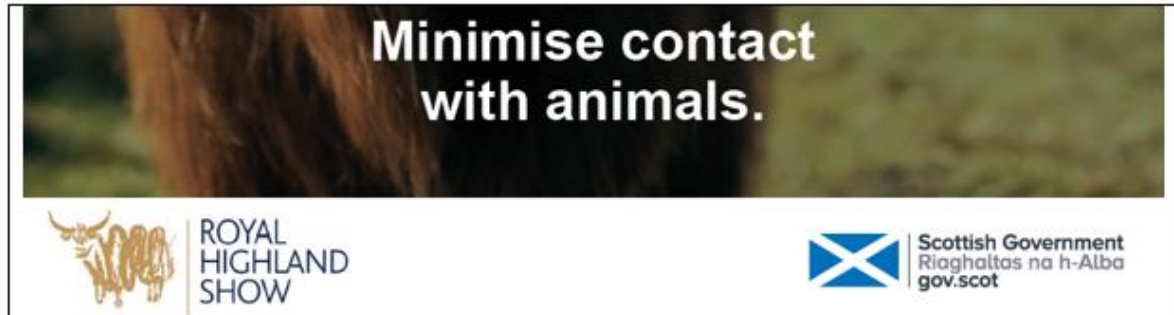 Minimise contact
with animals.
ROYAL
HIGHLAND
SHOW
Scottish Government
Riaghaltas na h-Alba
gov.scot